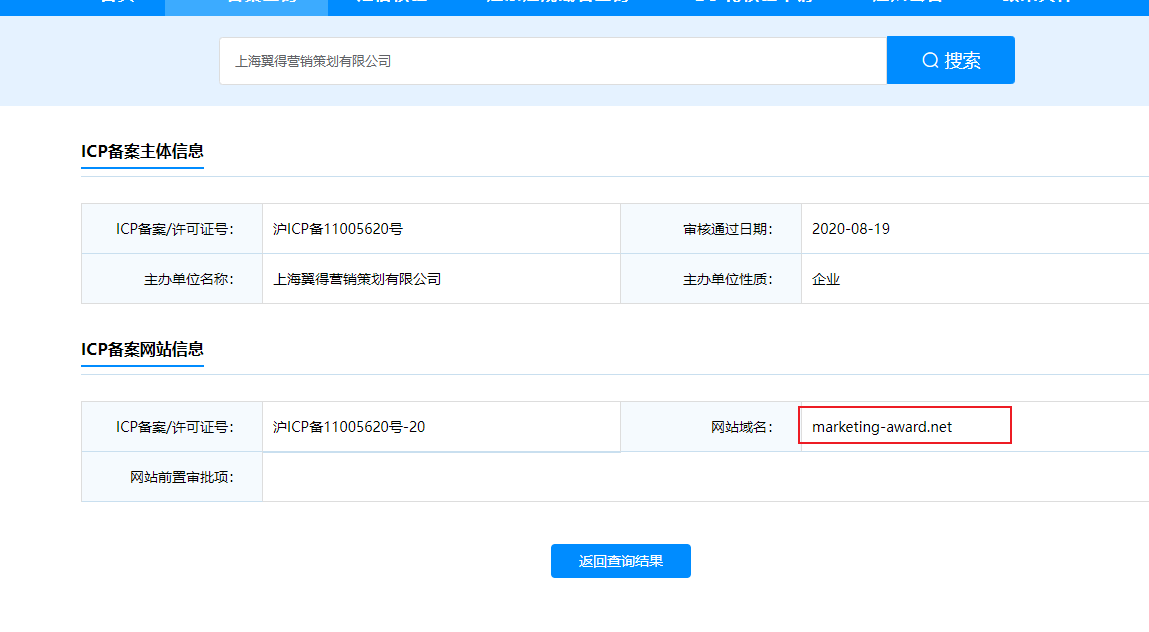 上海翼得营销策划有限公司
搜索
ICP备案主体信息
ICP备案/许可证号： 沪ICP备11005620号 审核通过日期： 2020-08-19
主办单位名称： 上海翼得营销策划有限公司 主办单位性质： 企业
ICP备案网站信息
ICP备案/许可证号： 沪ICP备11005620号-20 网站域名： marketing-award.net
网站前置审批项：
返回查询结果